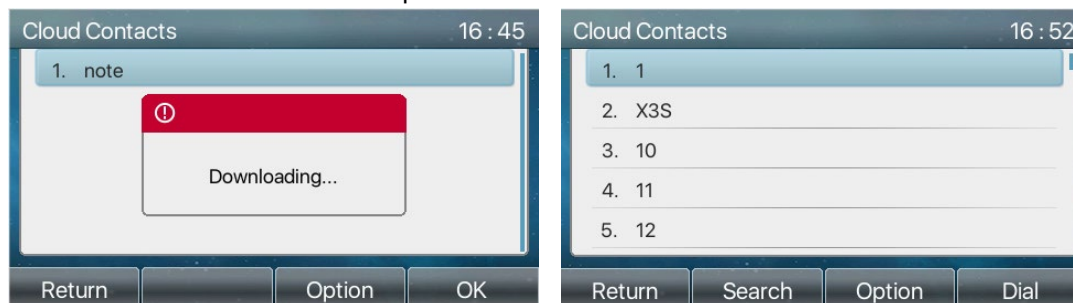 Cloud Contacts 16 : 45
1. note
Downloading...
Return Option OK
Cloud Contacts 16 : 52
1. 1
2. X3S
3. 10
4. 11
5. 12
Return Search Option Dial